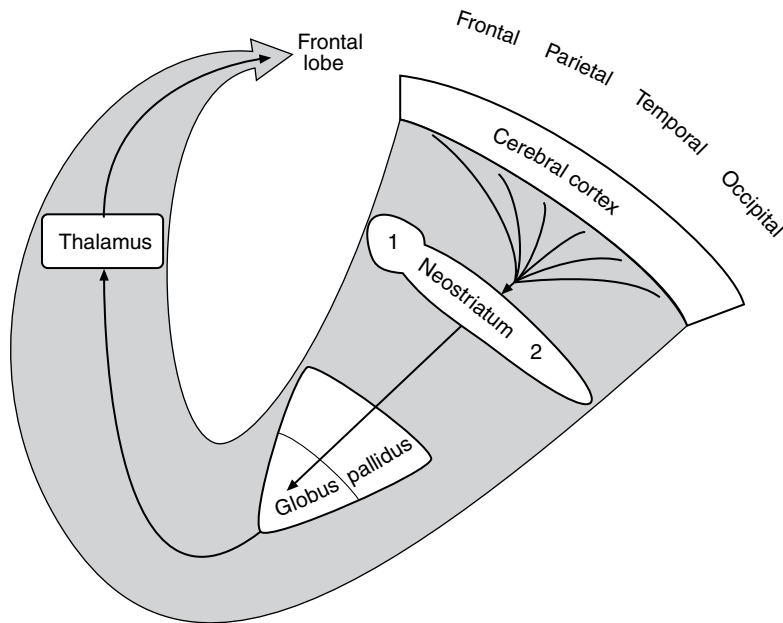 Frontal
lobe
Frontal
Parietal
Temporal
Occipital
Cerebral cortex
Thalamus
1
Neostriatum
2
Globus pallidus